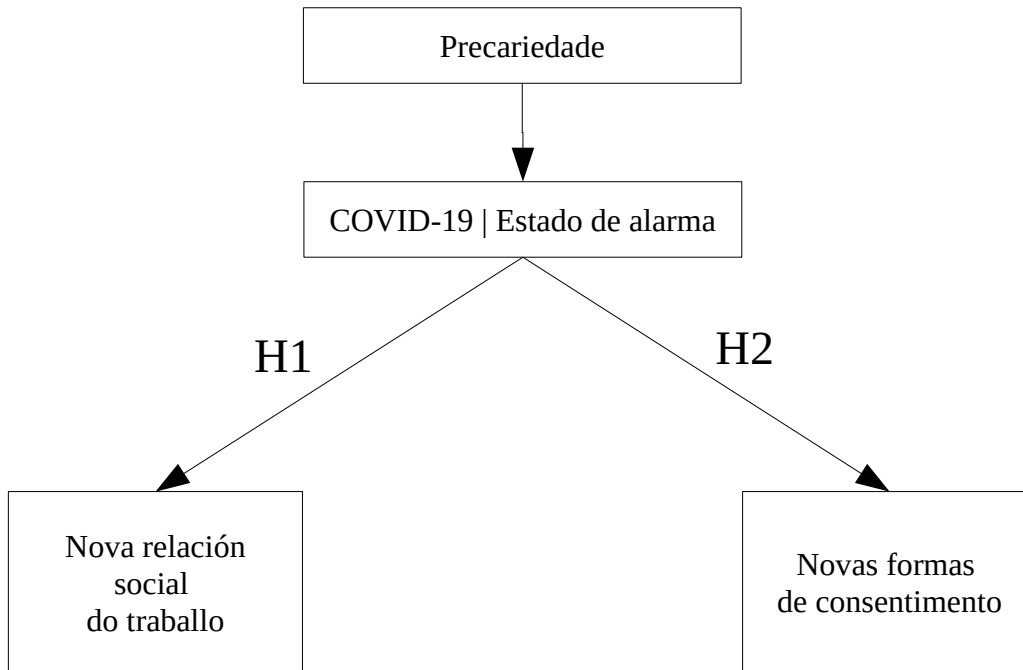 Precariedade
COVID-19 | Estado de alarma
H1
H2
Nova relación
social
do traballo
Novas formas
de consentimento